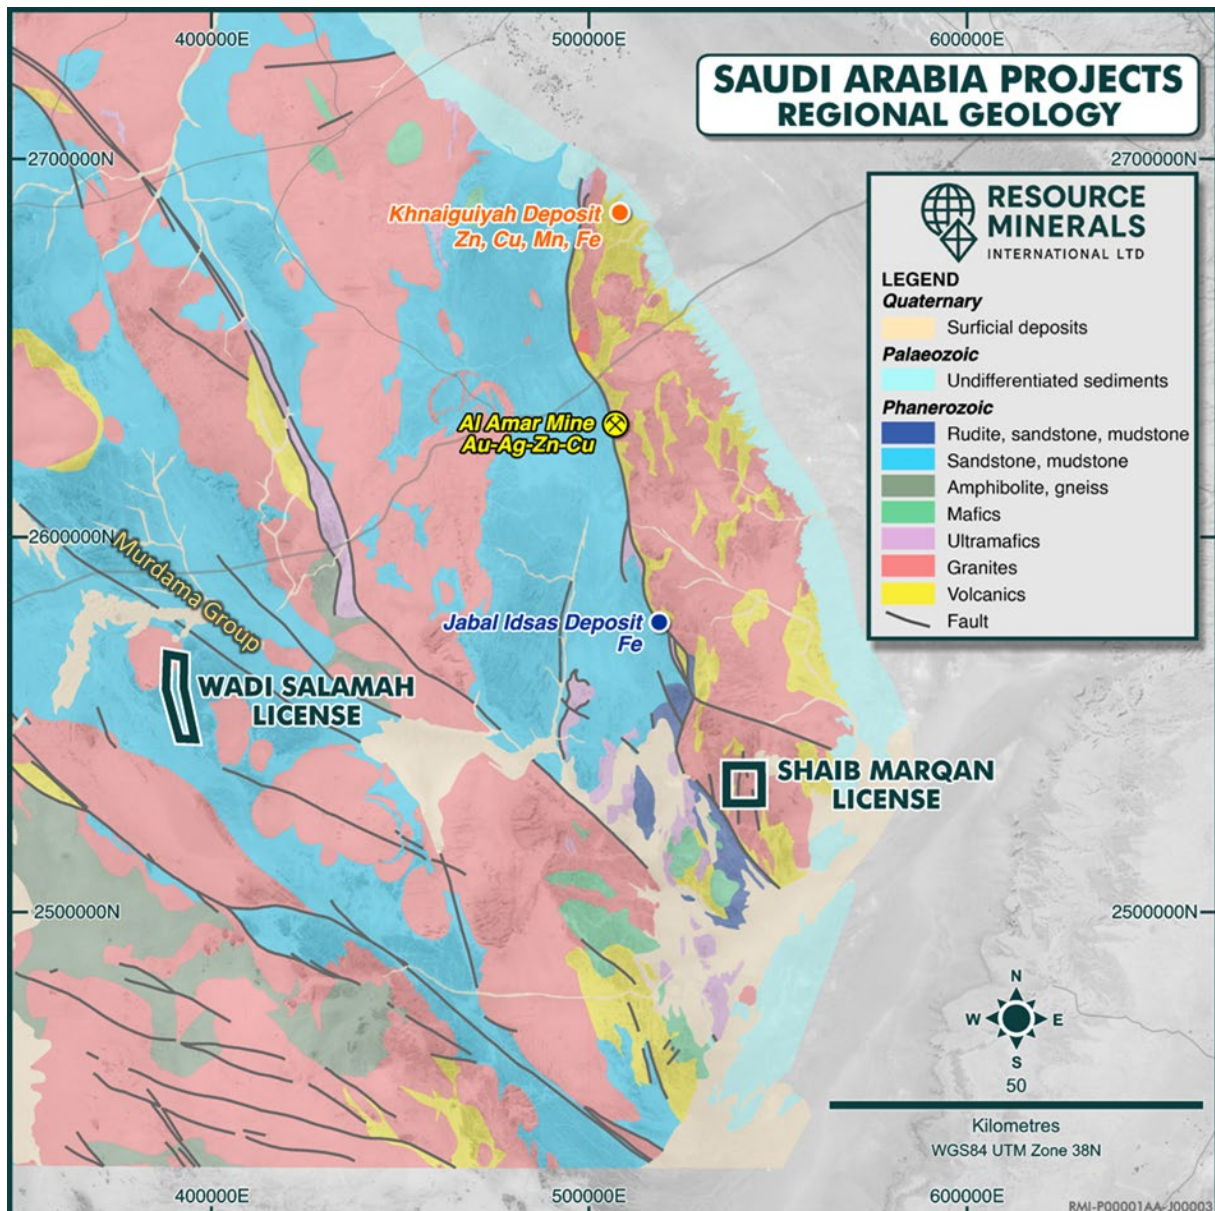 400000E
500000E
600000E
SAUDI ARABIA PROJECTS
REGIONAL GEOLOGY
2700000N
2700000N
RESOURCE
MINERALS
INTERNATIONAL LTD
LEGEND
Quaternary
Surficial deposits
Palaeozoic
Undifferentiated sediments
Phanerozoic
Rudite, sandstone, mudstone
Sandstone, mudstone
Amphibolite, gneiss
Mafics
Ultramafics
Granites
Volcanics
Fault
Khnaiguiyah Deposit
Zn, Cu, Mn, Fe
Al Amar Mine
Au-Ag-Zn-Cu
2600000N
Murdama Group
Jabal Idsas Deposit
Fe
WADI SALAMAH
LICENSE
SHAIB MARQAN
LICENSE
2500000N
2500000N
N
W
E
S
50
Kilometres
WGS84 UTM Zone 38N
400000E
500000E
600000E
RMI-P00001AA-J00003